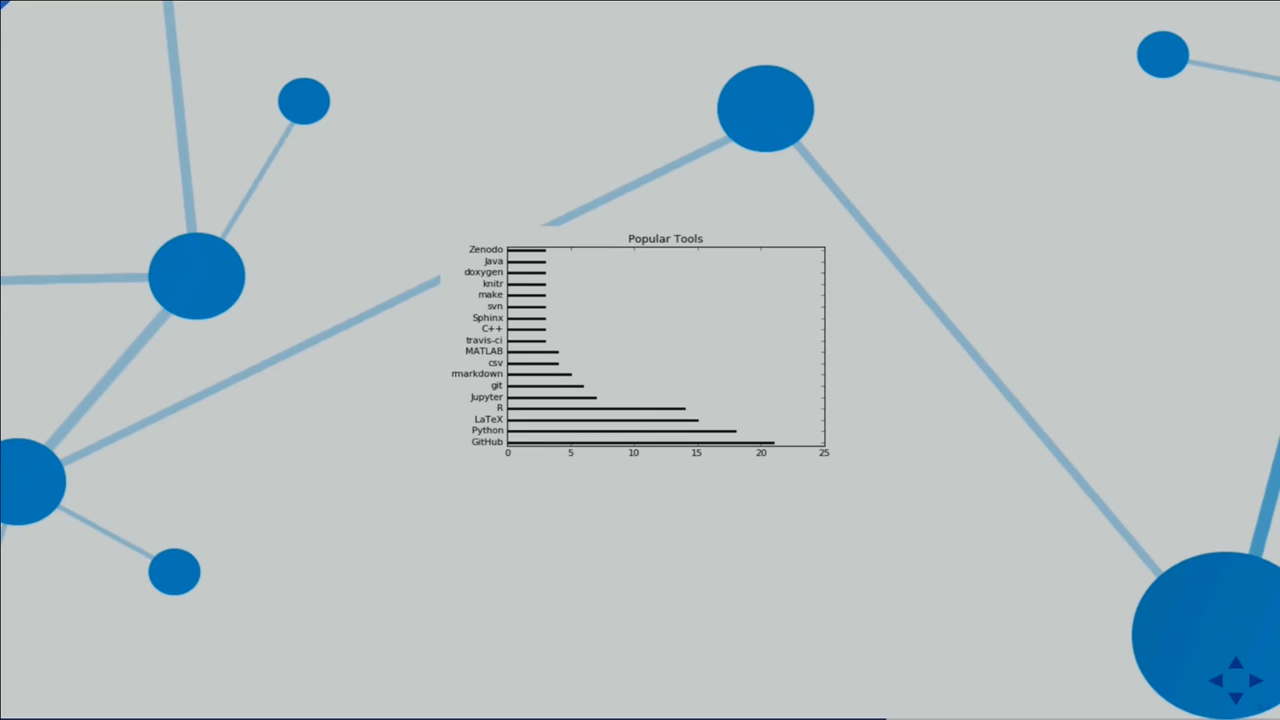 Popular Tools
Zenodo
Java
doxygen
knitr
make
svn
Sphinx
C++
travis-ci
MATLAB
csv
rmarkdown
git
Jupyter
R
LaTeX
Python
GitHub
0 5 10 15 20 25